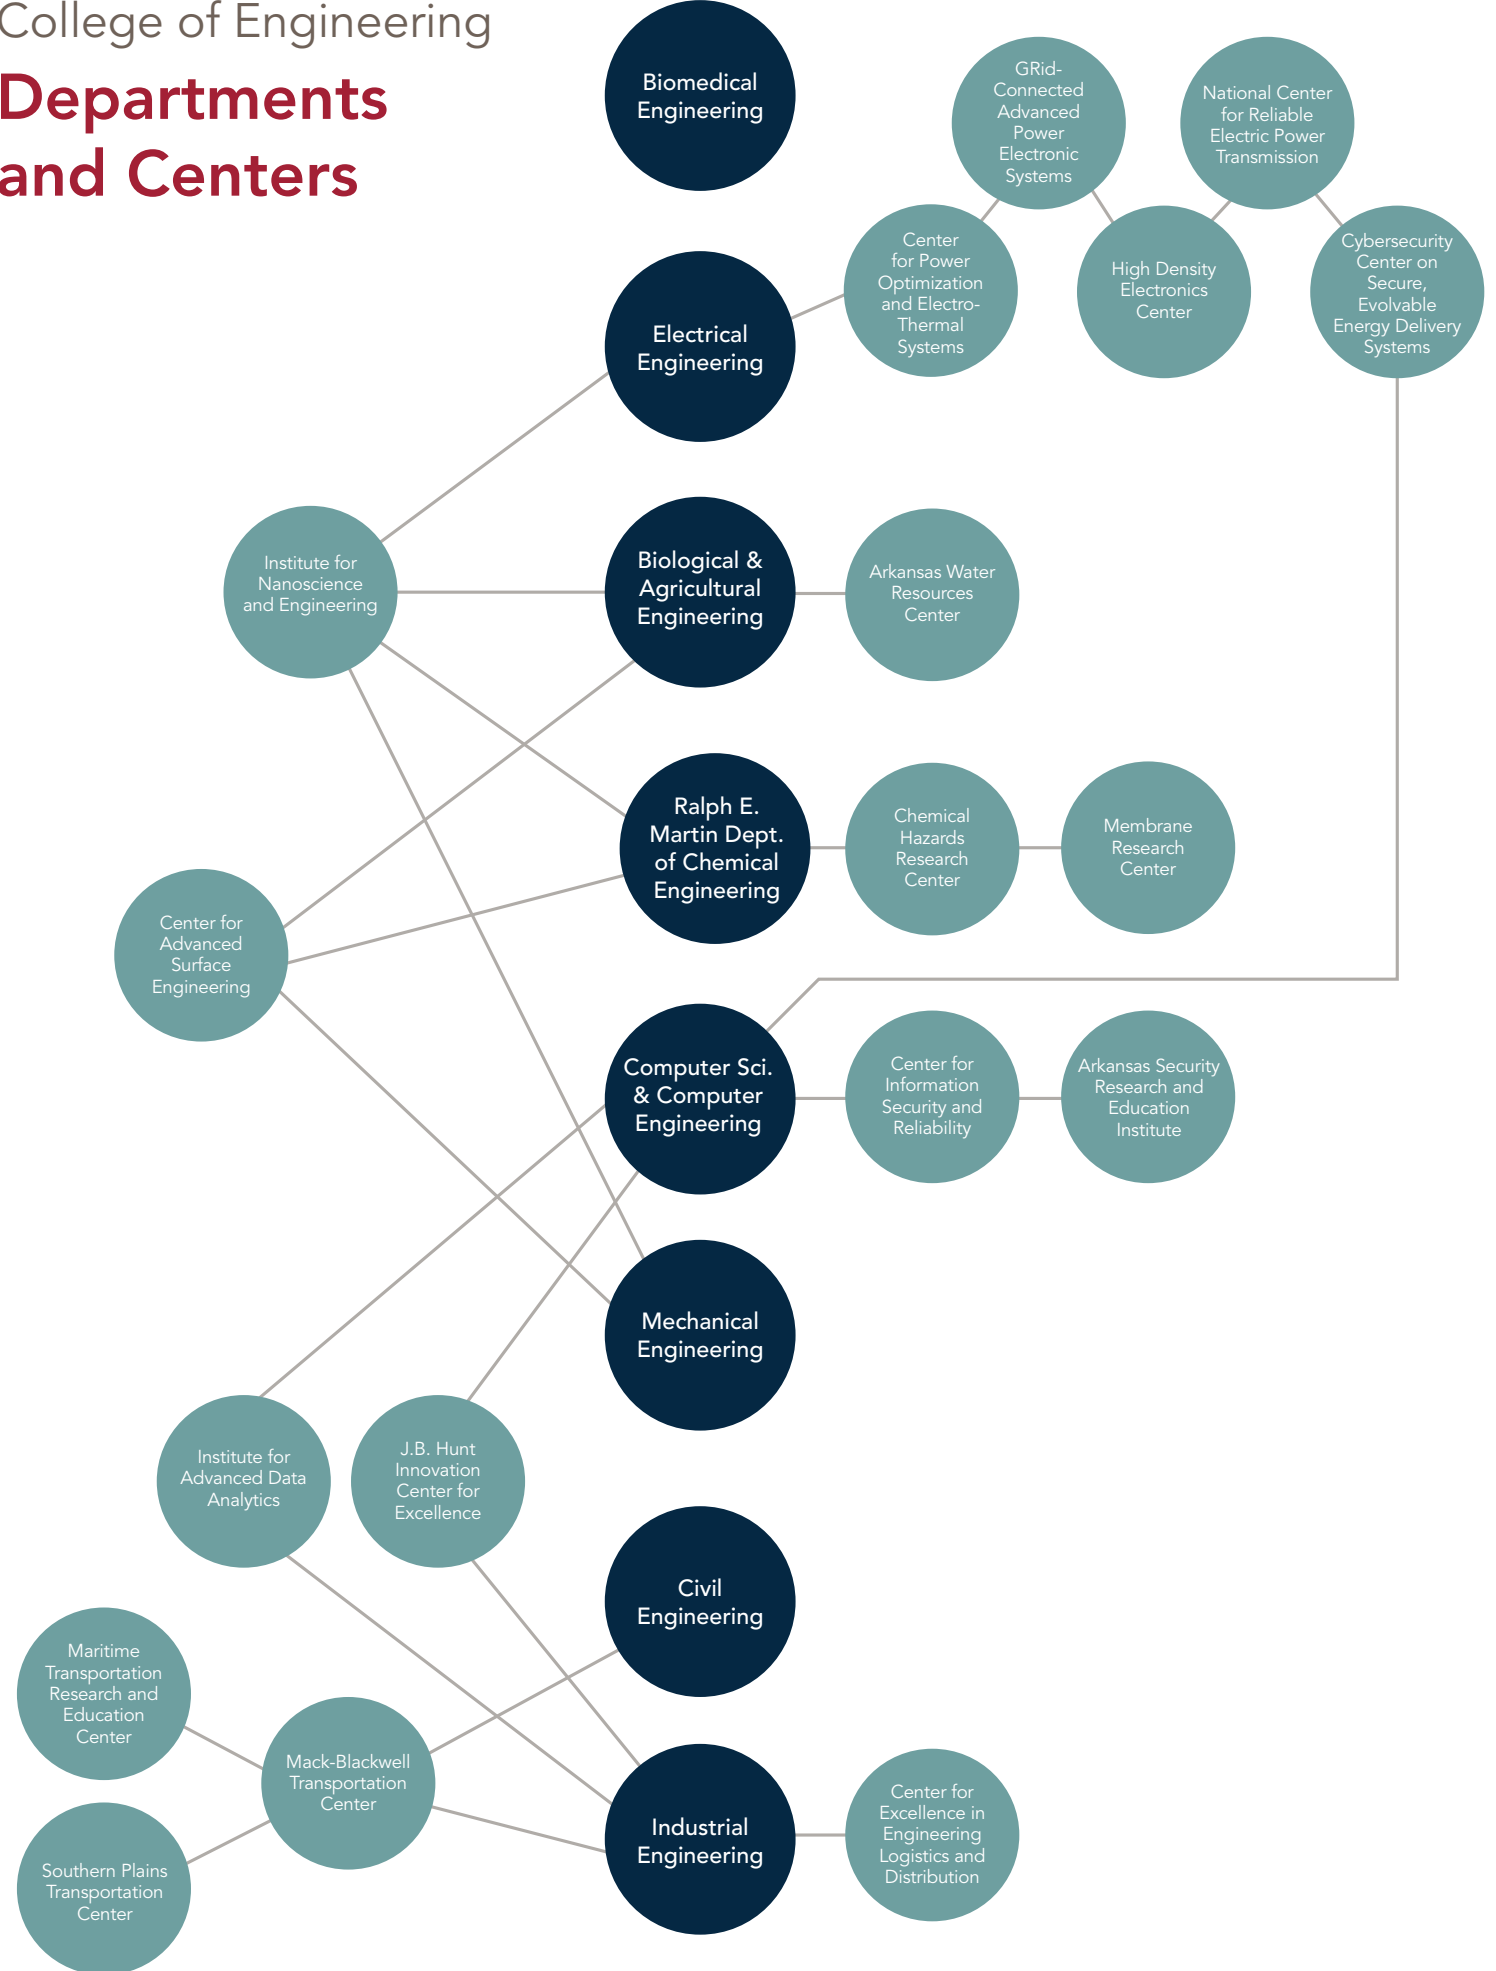 College of Engineering
Departments
and Centers
Biomedical
Engineering
GRid-
Connected
Advanced
Power
Electronic
Systems
National Center
for Reliable
Electric Power
Transmission
Center
for Power
Optimization
and Electro-
Thermal
Systems
High Density
Electronics
Center
Cybersecurity
Center on
Secure,
Evolvable
Energy Delivery
Systems
Electrical
Engineering
Institute for
Nanoscience
and Engineering
Biological &
Agricultural
Engineering
Arkansas Water
Resources
Center
Ralph E.
Martin Dept.
of Chemical
Engineering
Chemical
Hazards
Research
Center
Membrane
Research
Center
Center for
Advanced
Surface
Engineering
Computer Sci.
& Computer
Engineering
Center for
Information
Security and
Reliability
Arkansas Security
Research and
Education
Institute
Mechanical
Engineering
Institute for
Advanced Data
Analytics
J.B. Hunt
Innovation
Center for
Excellence
Civil
Engineering
Maritime
Transportation
Research and
Education
Center
Mack-Blackwell
Transportation
Center
Southern Plains
Transportation
Center
Industrial
Engineering
Center for
Excellence in
Engineering
Logistics and
Distribution